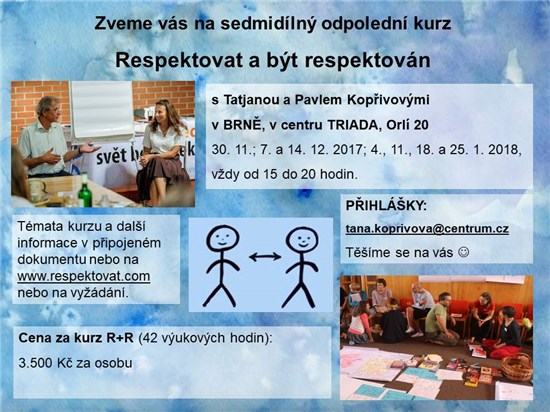 Zveme vás na sedmidílný odpolední kurz
Respektovat a být respektován
s Tatjanou a Pavlem Kopřivovými
v BRNĚ, v centru TRIADA, Orlí 20
30. 11.; 7. a 14. 12. 2017; 4., 11., 18. a 25. 1. 2018,
vždy od 15 do 20 hodin.
svět b
PŘIHLÁŠKY:
tana.koprivova@centrum.cz
Těšíme se na vás ☺
Témata kurzu a další
informace v připojeném
dokumentu nebo na
www.respektovat.com
nebo na vyžádání.
Cena za kurz R+R (42 výukových hodin):
3.500 Kč za osobu